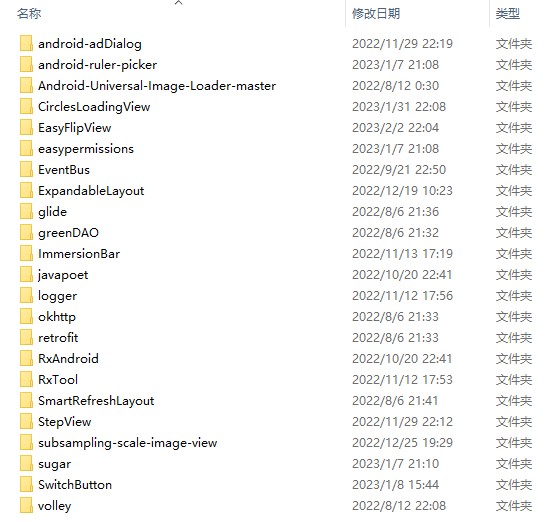 名称 修改日期 类型
android-adDialog 2022/11/29 22:19 文件夹
android-ruler-picker 2023/1/7 21:08 文件夹
Android-Universal-Image-Loader-master 2022/8/12 0:30 文件夹
CirclesLoadingView 2023/1/31 22:08 文件夹
EasyFlipView 2023/2/2 22:04 文件夹
easypermissions 2023/1/7 21:08 文件夹
EventBus 2022/9/21 22:50 文件夹
ExpandableLayout 2022/12/19 10:23 文件夹
glide 2022/8/6 21:36 文件夹
greenDAO 2022/8/6 21:32 文件夹
ImmersionBar 2022/11/13 17:19 文件夹
javapoet 2022/10/20 22:41 文件夹
logger 2022/11/12 17:56 文件夹
okhttp 2022/8/6 21:33 文件夹
retrofit 2022/8/6 21:33 文件夹
RxAndroid 2022/10/20 22:41 文件夹
RxTool 2022/11/12 17:53 文件夹
SmartRefreshLayout 2022/8/6 21:41 文件夹
StepView 2022/11/29 22:12 文件夹
subsampling-scale-image-view 2022/12/25 19:29 文件夹
sugar 2023/1/7 21:10 文件夹
SwitchButton 2023/1/8 15:44 文件夹
volley 2022/8/12 22:08 文件夹